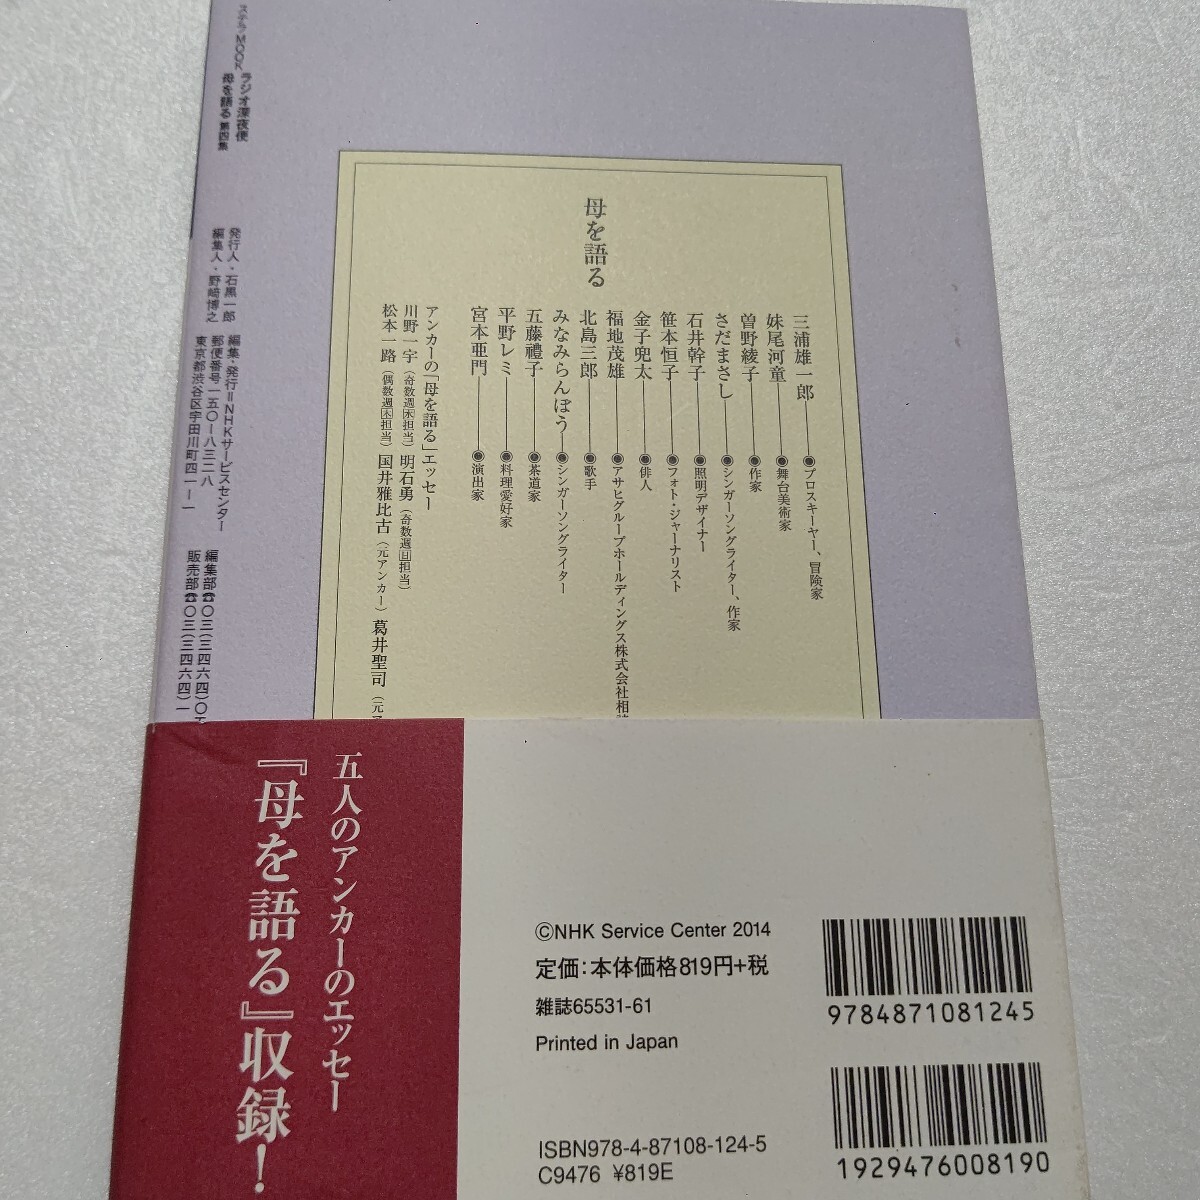 ステラMOOK ラジオ深夜便
母を語る 第四集
発行人・石黒一郎
編集人・野﨑博之
編集・発行=NHKサービスセンター
郵便番号一五〇-八三二八
東京都渋谷区宇田川町四一-一
編集部☎〇三(三四六四)〇
販売部☎〇三(三四六四)一
母を語る
三浦雄一郎――◉プロスキーヤー、冒険家
妹尾河童――◉舞台美術家
曽野綾子――◉作家
さだまさし――◉シンガーソングライター、作家
石井幹子――◉照明デザイナー
笹本恒子――◉フォト・ジャーナリスト
金子兜太――◉俳人
福地茂雄――◉アサヒグループホールディングス株式会社相談
北島三郎――◉歌手
みなみらんぼう――◉シンガーソングライター
五藤禮子――◉茶道家
平野レミ――◉料理愛好家
宮本亜門――◉演出家
アンカーの「母を語る」エッセー
川野一宇(奇数週木担当) 明石勇(奇数週日担当)
松本一路(偶数週木担当) 国井雅比古(元アンカー) 葛井聖司(元ア
五人のアンカーのエッセー
『母を語る』収録!
©NHK Service Center 2014
定価:本体価格819円+税
雑誌65531-61
Printed in Japan
9784871081245
ISBN978-4-87108-124-5
C9476 ¥819E
1929476008190